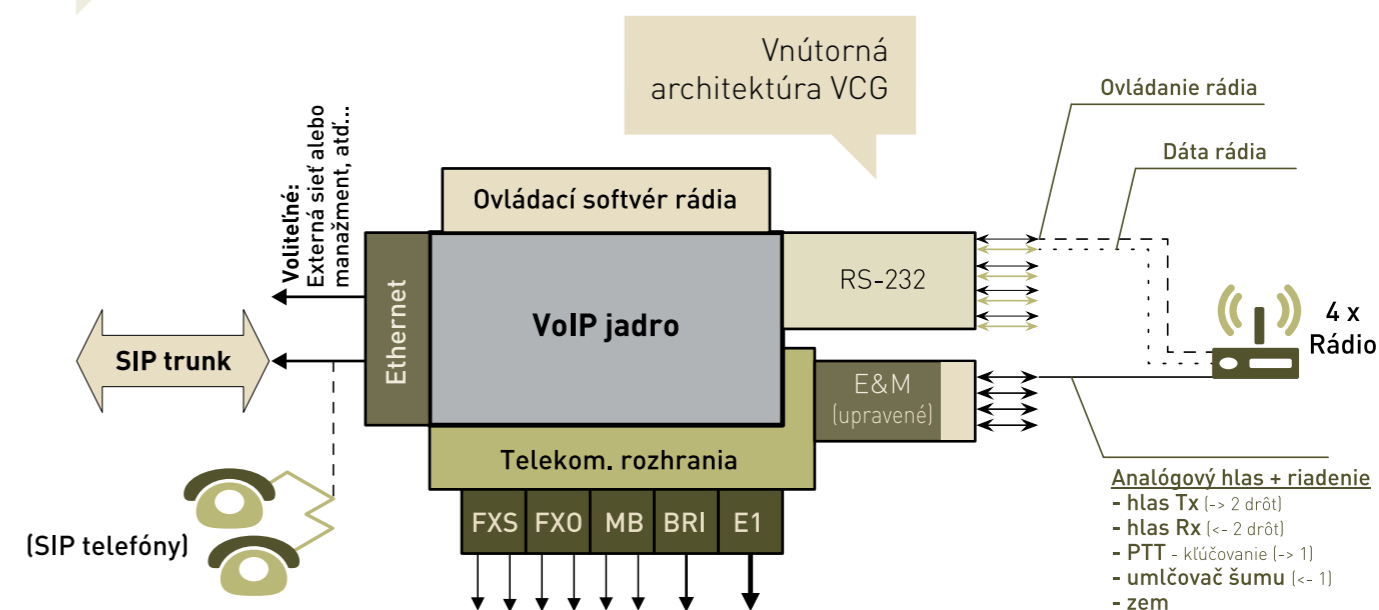 Vnútorná
architektúra VCG
Voliteľné:
Externá sieť alebo
manažment, atď...
Ovládanie rádia
Dáta rádia
Ovládací softvér rádia
Ethernet
VoIP jadro
RS-232
SIP trunk
4 x
Rádio
E&M
(upravené)
Telekom. rozhrania
FXS FXO MB BRI E1
(SIP telefóny)
Analógový hlas + riadenie
- hlas Tx (-> 2 drôt)
- hlas Rx (<- 2 drôt)
- PTT - kľúčovanie (-> 1)
- umlčovač šumu (<- 1)
- zem